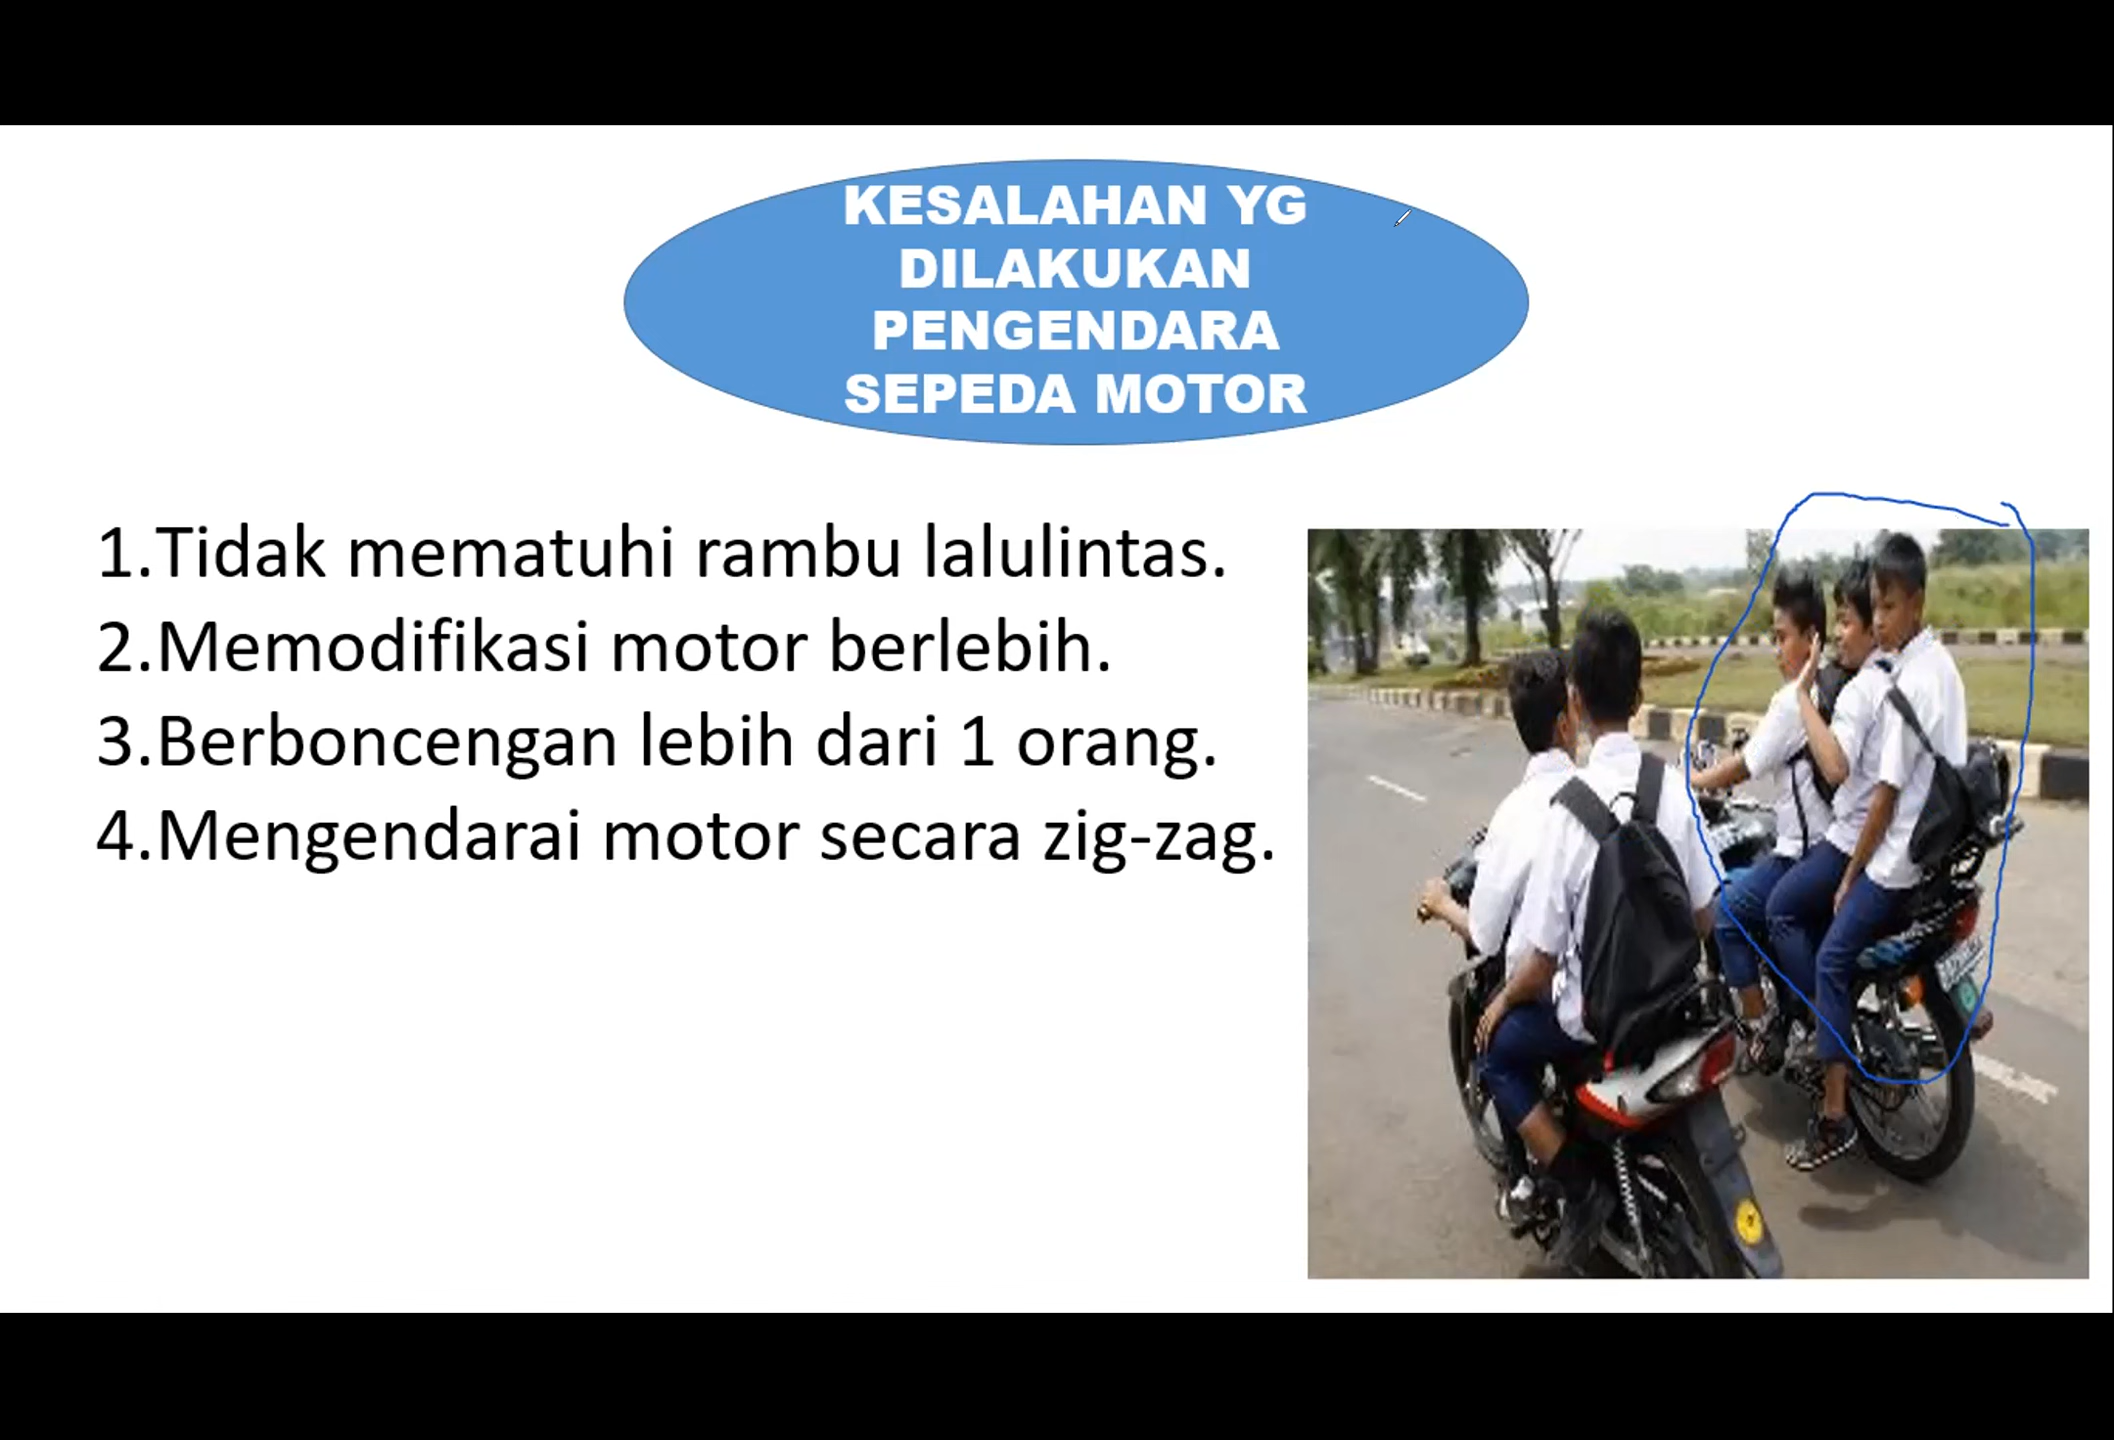 KESALAHAN YG
DILAKUKAN
PENGENDARA
SEPEDA MOTOR
1.Tidak mematuhi rambu lalulintas.
2.Memodifikasi motor berlebih.
3.Berboncengan lebih dari 1 orang.
4.Mengendarai motor secara zig-zag.